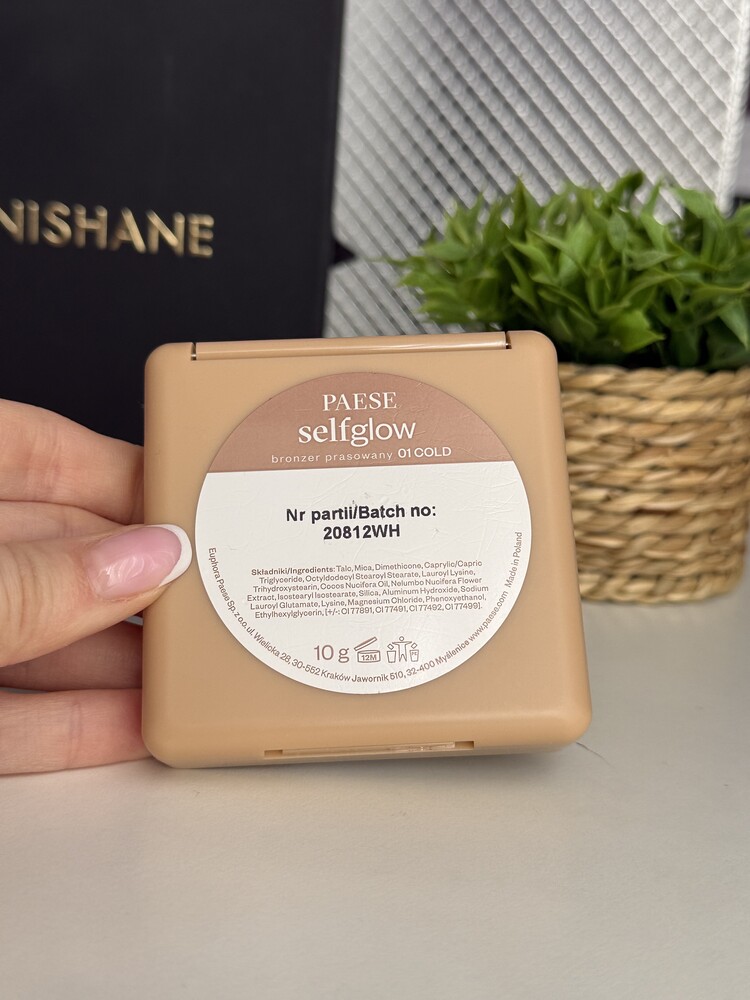 NISHANE
PAESE
selfglow
bronzer prasowany 01 COLD
Nr partii/Batch no:
20812WH
Składniki/Ingredients: Talc, Mica, Dimethicone, Caprylic/Capric
Triglyceride, Octyldodecyl Stearoyl Stearate, Lauroyl Lysine,
Trihydroxystearin, Cocos Nucifera Oil, Nelumbo Nucifera Flower
Extract, Isostearyl Isostearate, Silica, Aluminum Hydroxide, Sodium
Lauroyl Glutamate, Lysine, Magnesium Chloride, Phenoxyethanol,
Ethylhexylglycerin, [+/-: CI 77891, CI 77491, CI 77492, CI 77499].
10 g 12M
Euphora Paese Sp. z o.o. ul. Wielicka 28, 30-552 Kraków Jawornik 510, 32-400 Myślenice www.paese.com Made in Poland